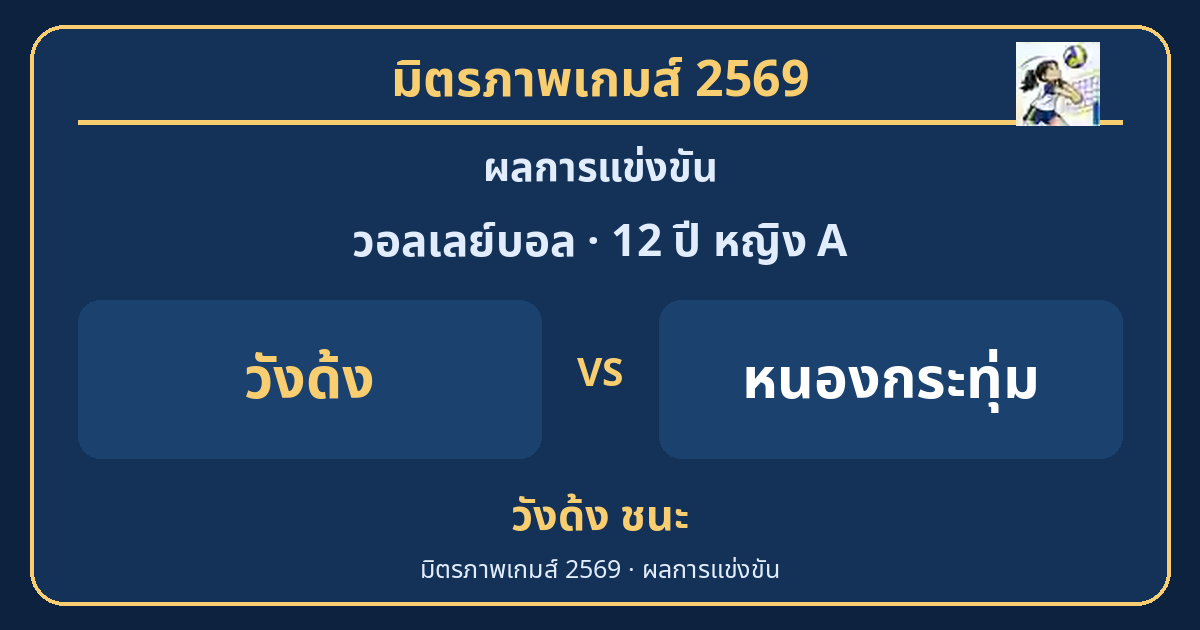 มิตรภาพเกมส์ 2569
ผลการแข่งขัน
วอลเลย์บอล · 12 ปี หญิง A
วังด้ง
VS
หนองกระทุ่ม
วังด้ง ชนะ
มิตรภาพเกมส์ 2569 · ผลการแข่งขัน